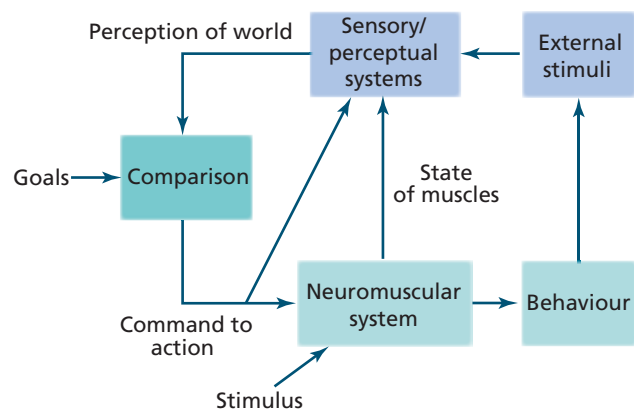 Perception of world
Sensory/
perceptual
systems
External
stimuli
Goals
Comparison
State
of muscles
Command to
action
Neuromuscular
system
Behaviour
Stimulus